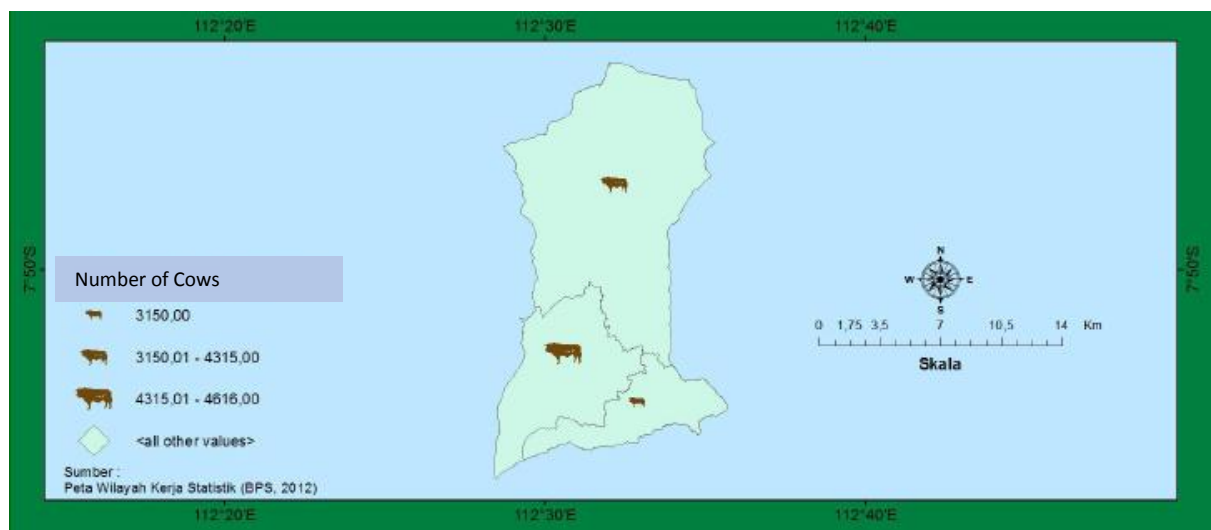 112°20'E 112°30'E 112°40'E
7°50'S
7°50'S
Number of Cows
3150,00
3150,01 - 4315,00
4315,01 - 4616,00
<all other values>
Sumber :
Peta Wilayah Kerja Statistik (BPS, 2012)
N
W E
S
0 1,75 3,5 7 10,5 14 Km
Skala
112°20'E 112°30'E 112°40'E